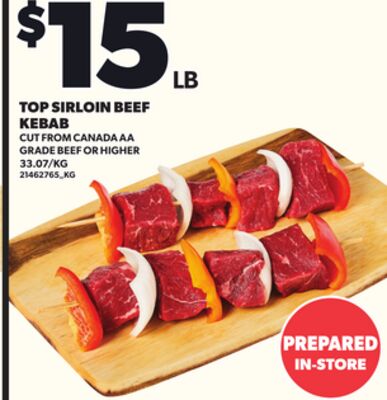 $15 LB
TOP SIRLOIN BEEF
KEBAB
CUT FROM CANADA AA
GRADE BEEF OR HIGHER
33.07/KG
21462765_KG
PREPARED
IN-STORE